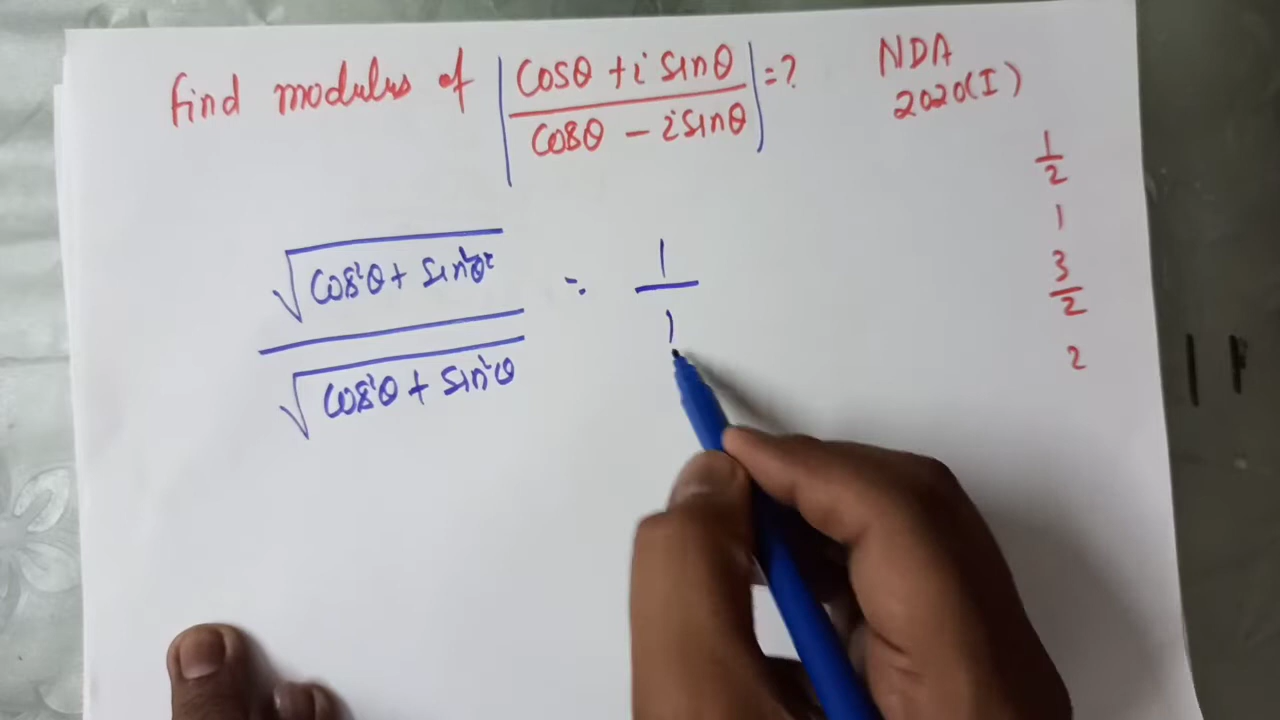 Find modulus of |cosθ + i sinθ / cosθ - i sinθ| = ?
NDA
2020(I)
1/2
1
3/2
2
√cos²θ + sin²θ² / √cos²θ + sin²θ = 1/1